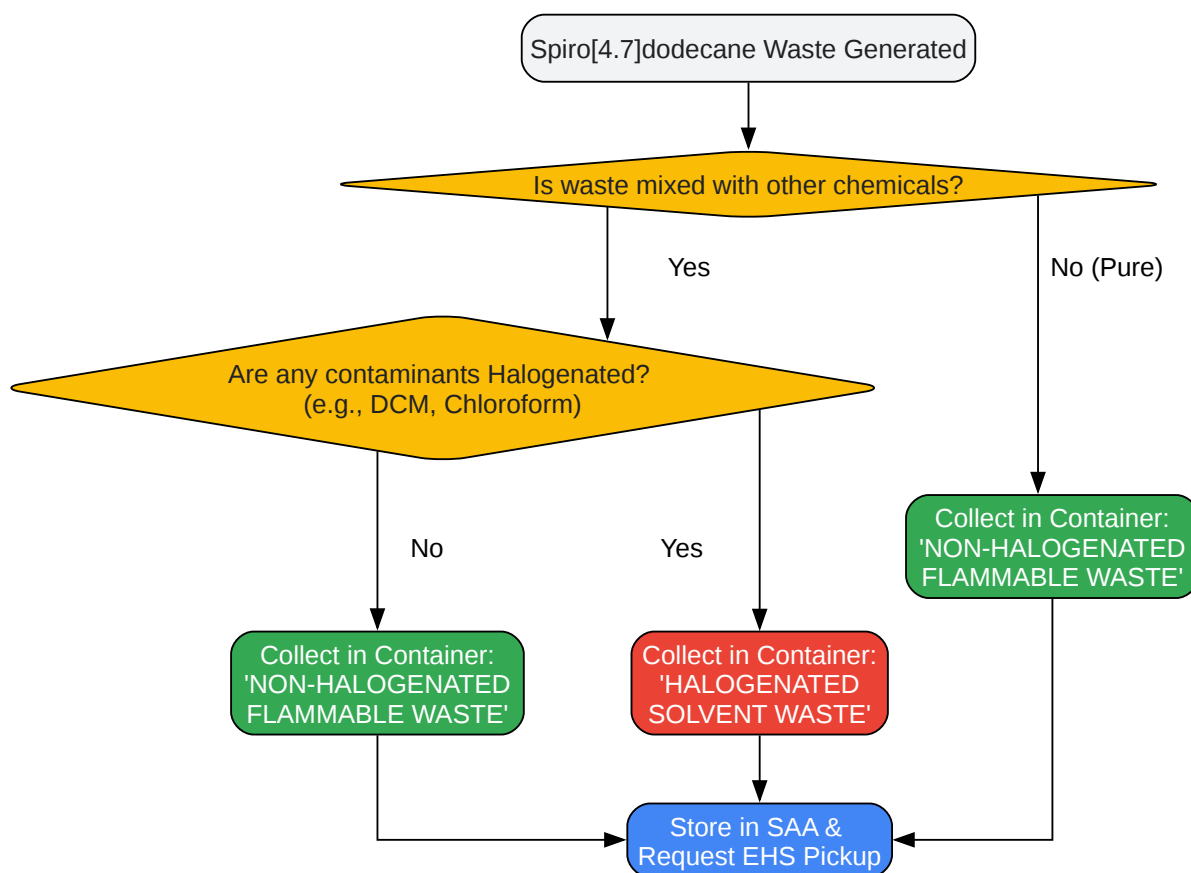 Spiro[4.7]dodecane Waste Generated
Is waste mixed with other chemicals?
Yes
No (Pure)
Are any contaminants Halogenated?
(e.g., DCM, Chloroform)
No
Yes
Collect in Container:
'NON-HALOGENATED
FLAMMABLE WASTE'
Collect in Container:
'NON-HALOGENATED
FLAMMABLE WASTE'
Collect in Container:
'HALOGENATED
SOLVENT WASTE'
Store in SAA &
Request EHS Pickup